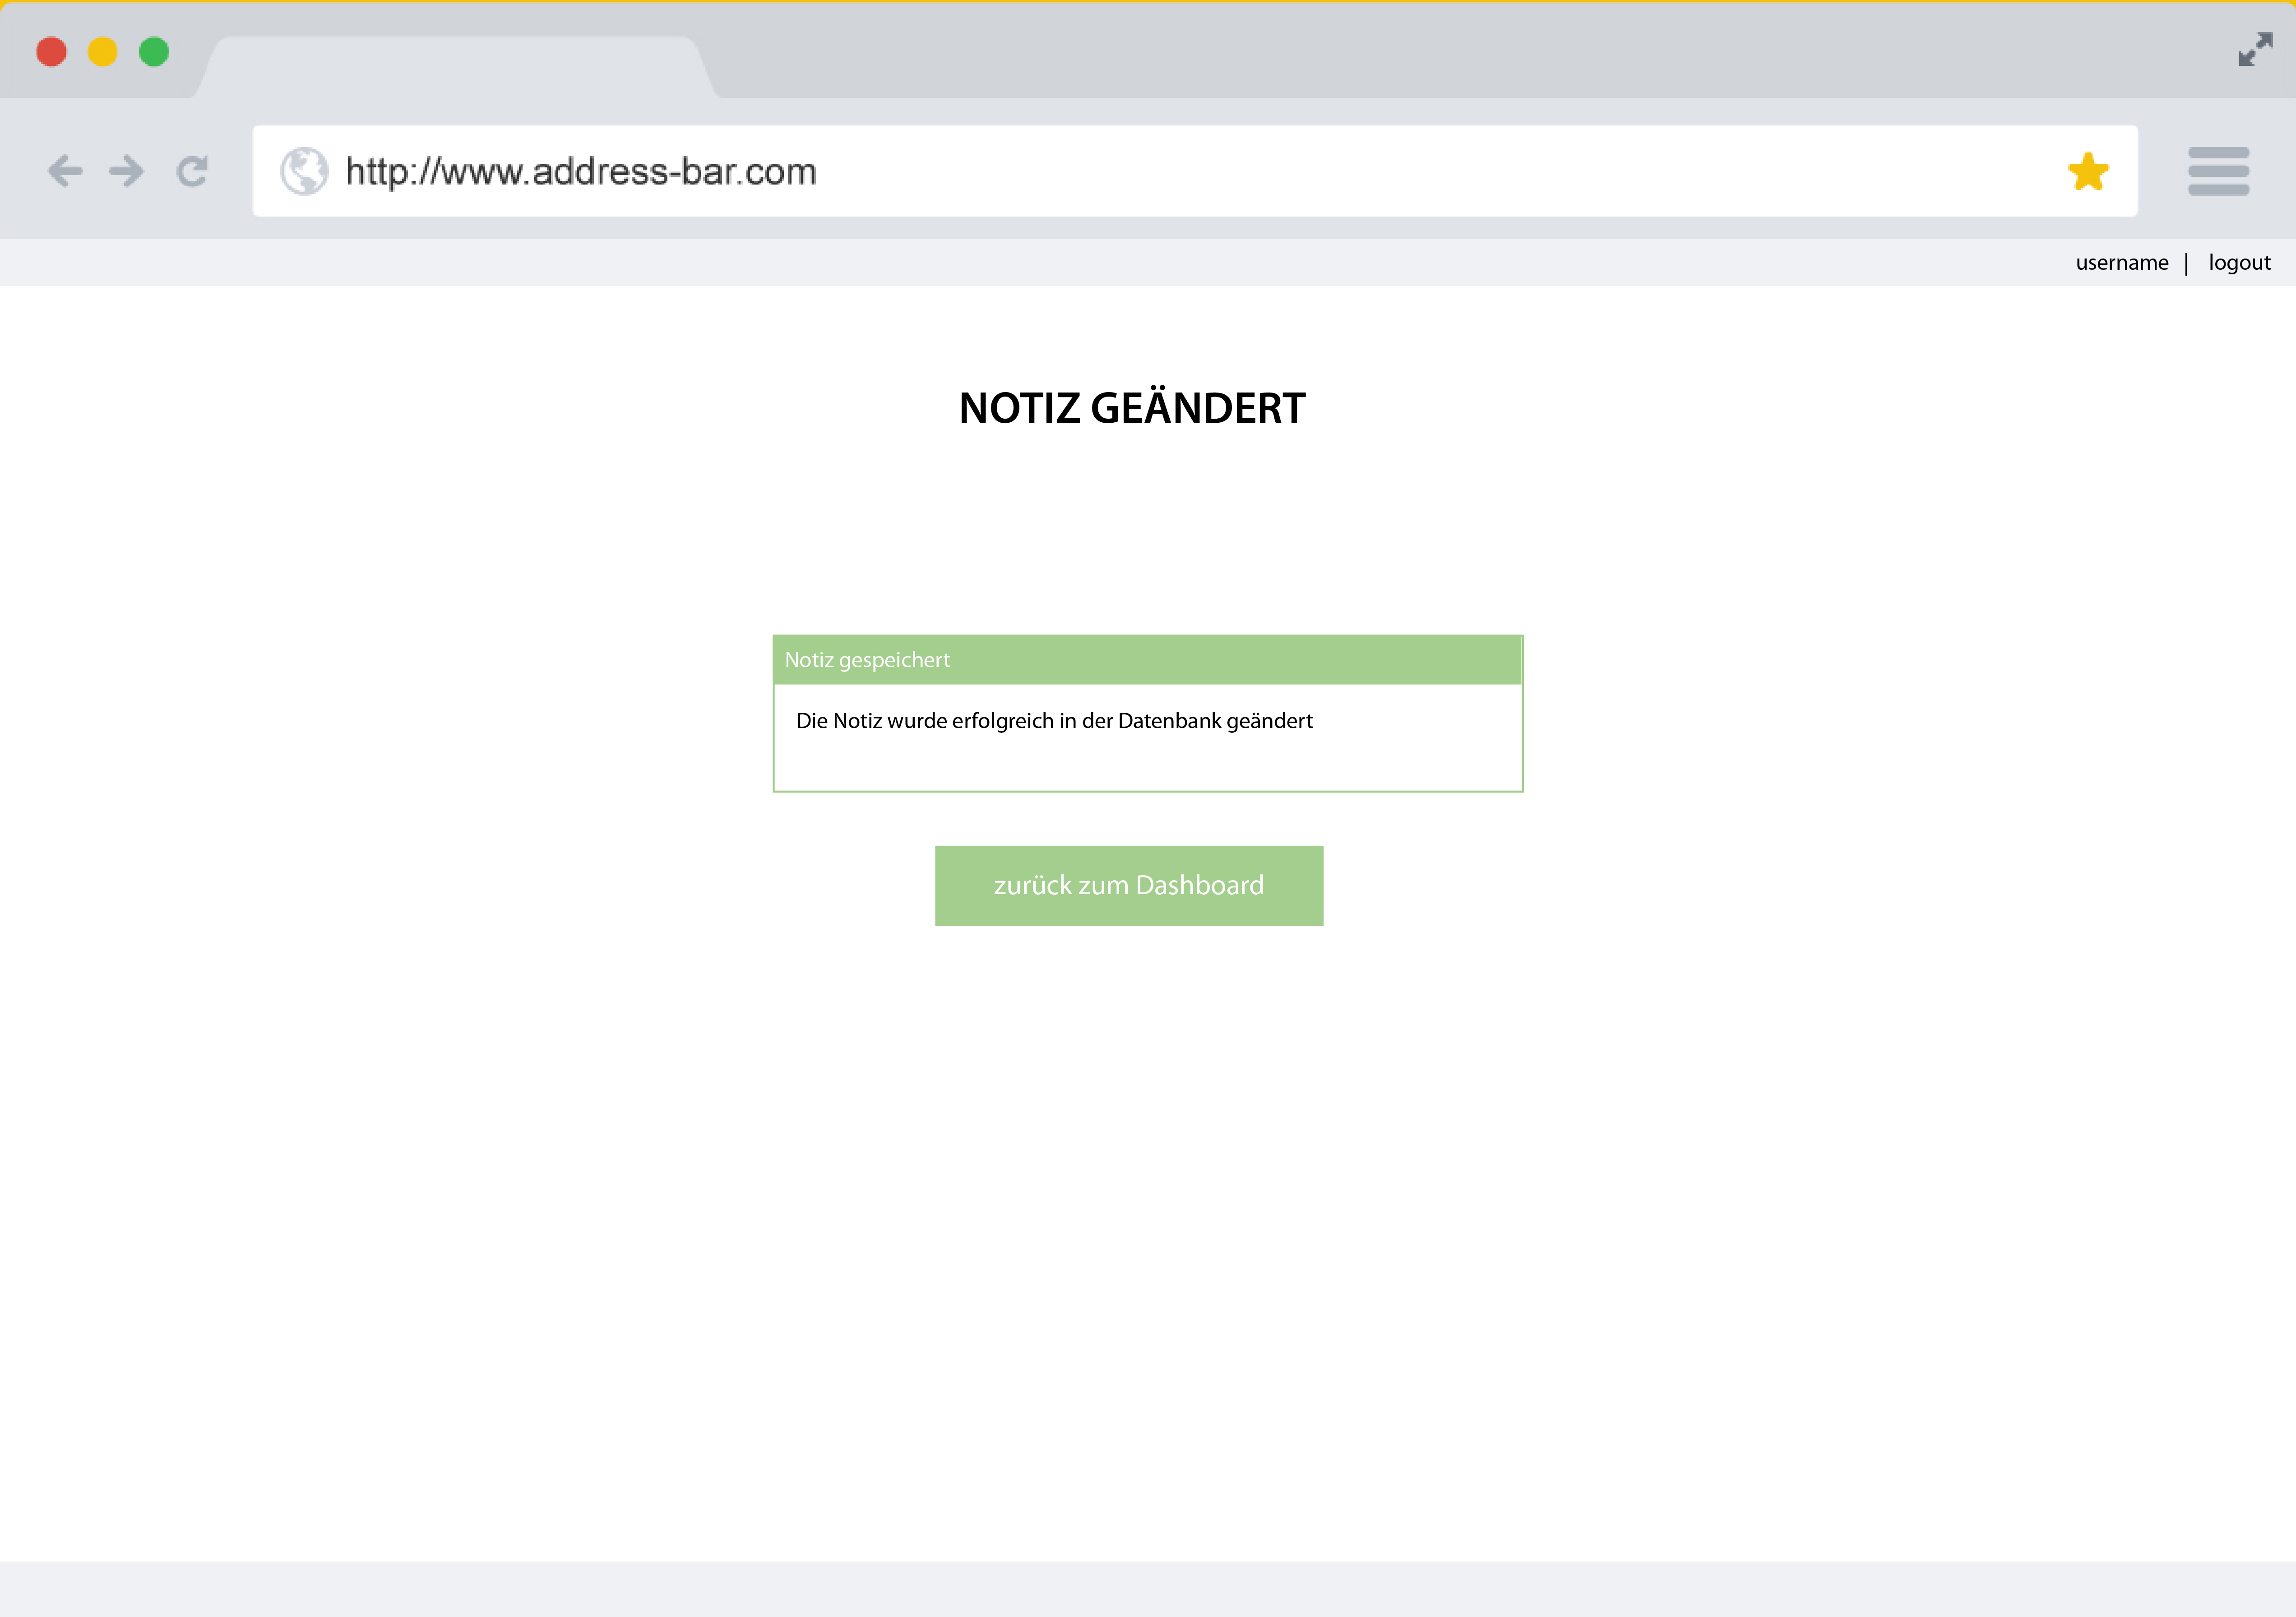 http://www.address-bar.com
username | logout
NOTIZ GEÄNDERT
Notiz gespeichert
Die Notiz wurde erfolgreich in der Datenbank geändert
zurück zum Dashboard